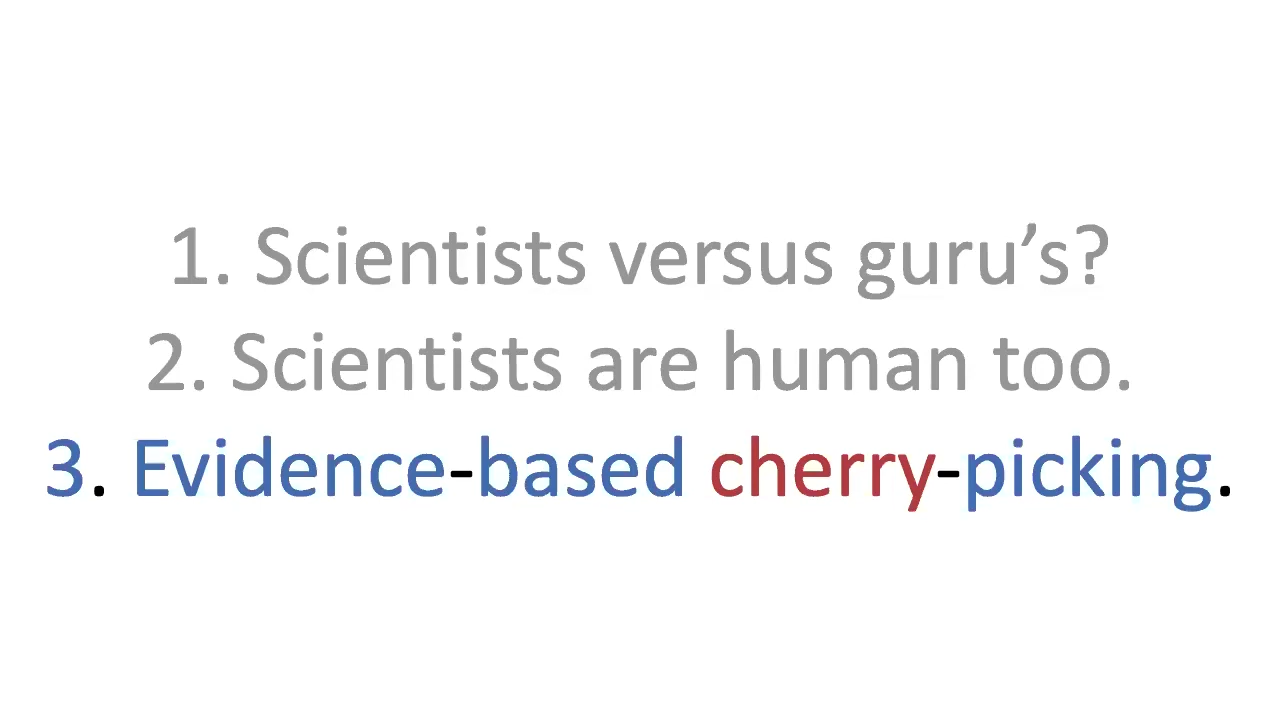 1. Scientists versus guru’s?
2. Scientists are human too.
3. Evidence-based cherry-picking.